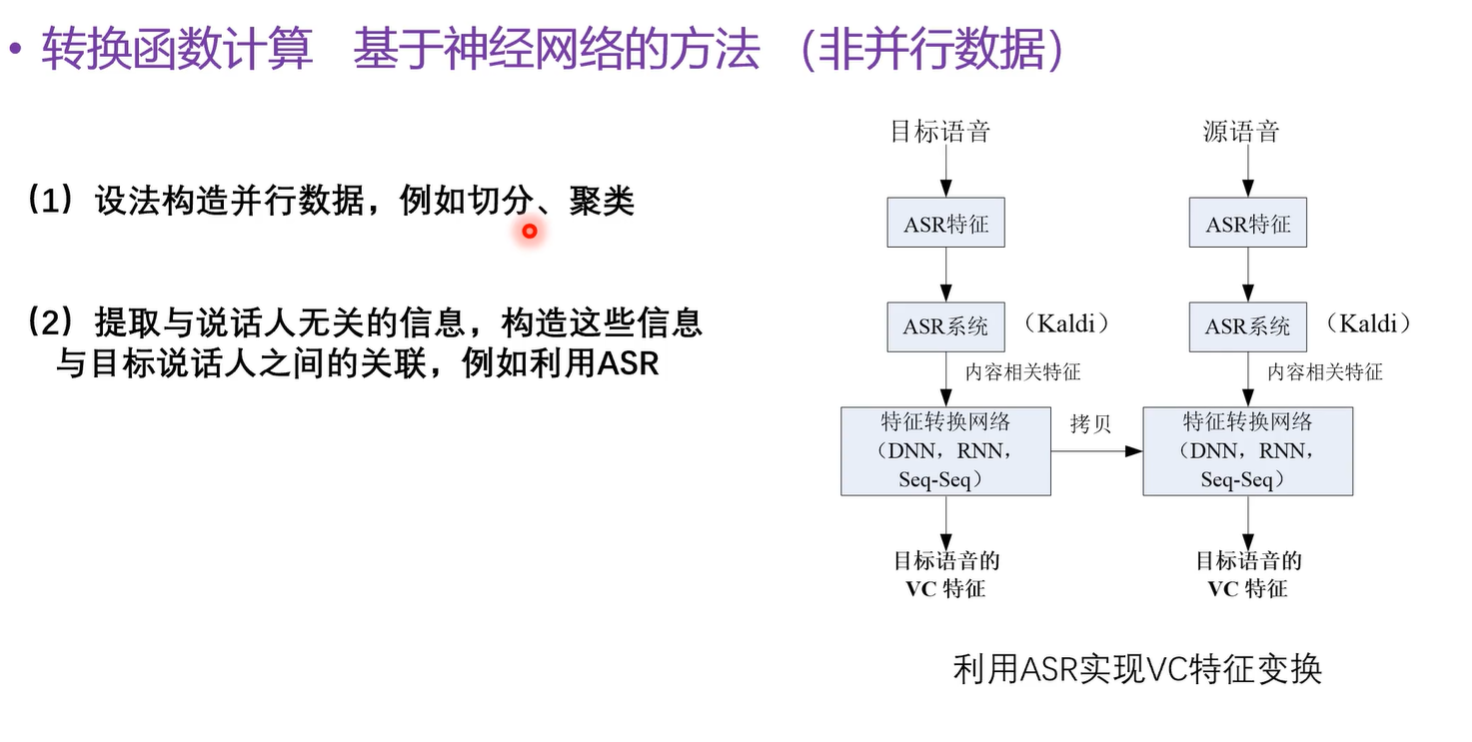 • 转换函数计算 基于神经网络的方法 （非并行数据）
（1）设法构造并行数据，例如切分、聚类
（2）提取与说话人无关的信息，构造这些信息
与目标说话人之间的关联，例如利用ASR
目标语音
ASR特征
ASR系统
（Kaldi）
内容相关特征
特征转换网络
（DNN，RNN，
Seq-Seq）
拷贝
目标语音的
VC 特征
源语音
ASR特征
ASR系统
（Kaldi）
内容相关特征
特征转换网络
（DNN，RNN，
Seq-Seq）
目标语音的
VC 特征
利用ASR实现VC特征变换